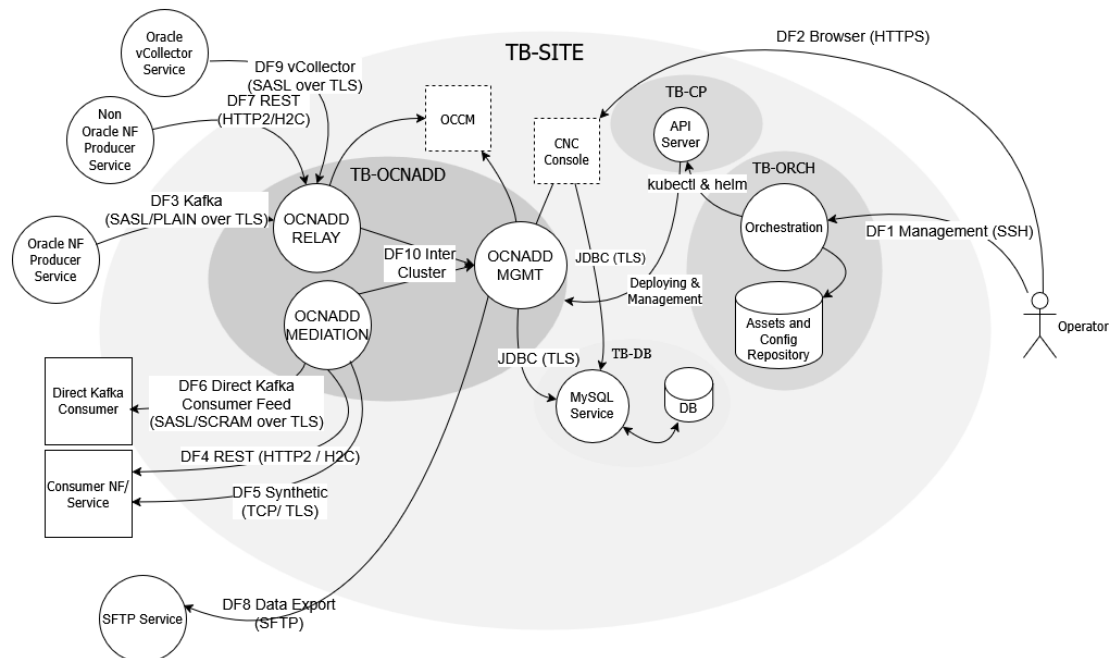 Oracle
vCollector
Service
DF9 vCollector
(SASL over TLS)
TB-SITE
DF2 Browser (HTTPS)
Non
Oracle NF
Producer
Service
DF7 REST
(HTTP2/H2C)
OCCM
CNC
Console
TB-CP
API
Server
TB-OCNADD
kubectl & helm
TB-ORCH
DF3 Kafka
(SASL/PLAIN over TLS)
Oracle NF
Producer
Service
OCNADD
RELAY
DF10 Inter
Cluster
OCNADD
MGMT
JDBC (TLS)
Deploying &
Management
Orchestration
DF1 Management (SSH)
Assets and
Config
Repository
Operator
OCNADD
MEDIATION
JDBC (TLS)
TB-DB
MySQL
Service
DB
Direct Kafka
Consumer
DF6 Direct Kafka
Consumer Feed
(SASL/SCRAM over TLS)
Consumer NF/
Service
DF4 REST (HTTP2 / H2C)
DF5 Synthetic
(TCP/ TLS)
SFTP Service
DF8 Data Export
(SFTP)